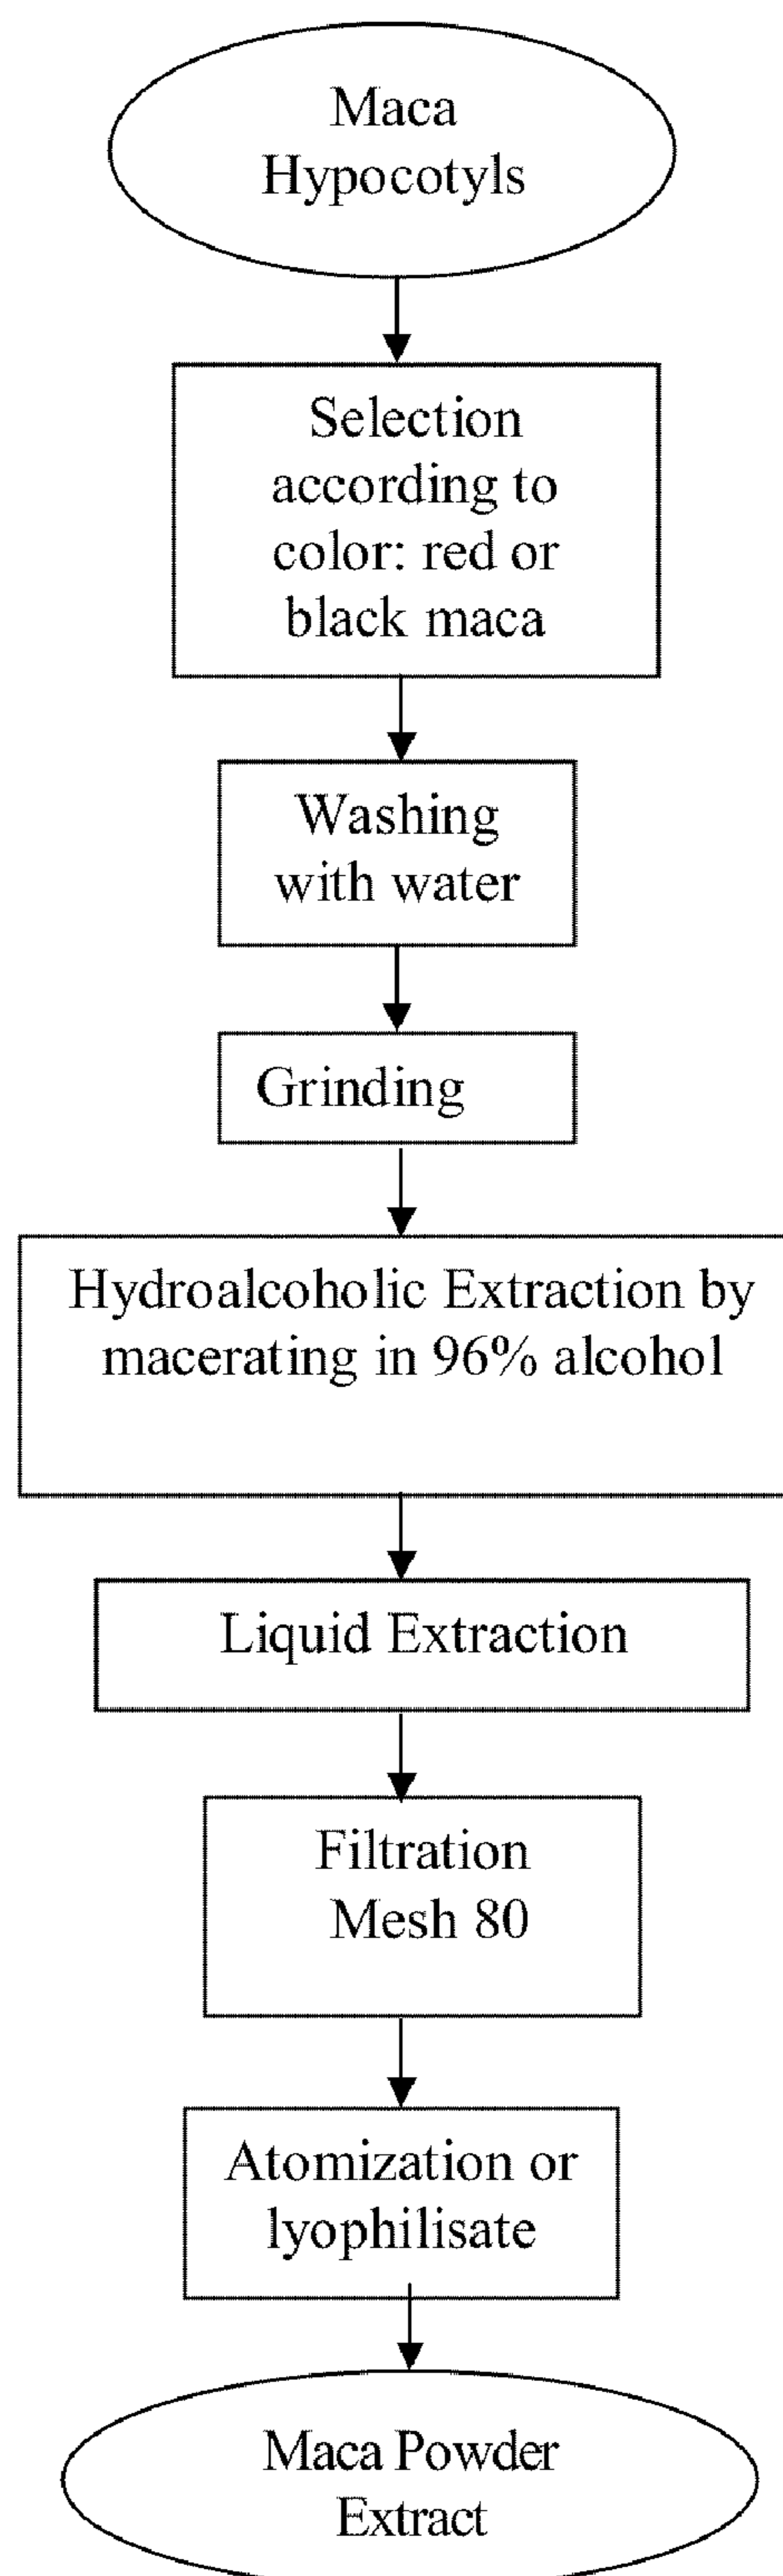 Maca
Hypocotyls
Selection
according to
color: red or
black maca
Washing
with water
Grinding
Hydroalcoholic Extraction by
macerating in 96% alcohol
Liquid Extraction
Filtration
Mesh 80
Atomization or
lyophilisate
Maca Powder
Extract